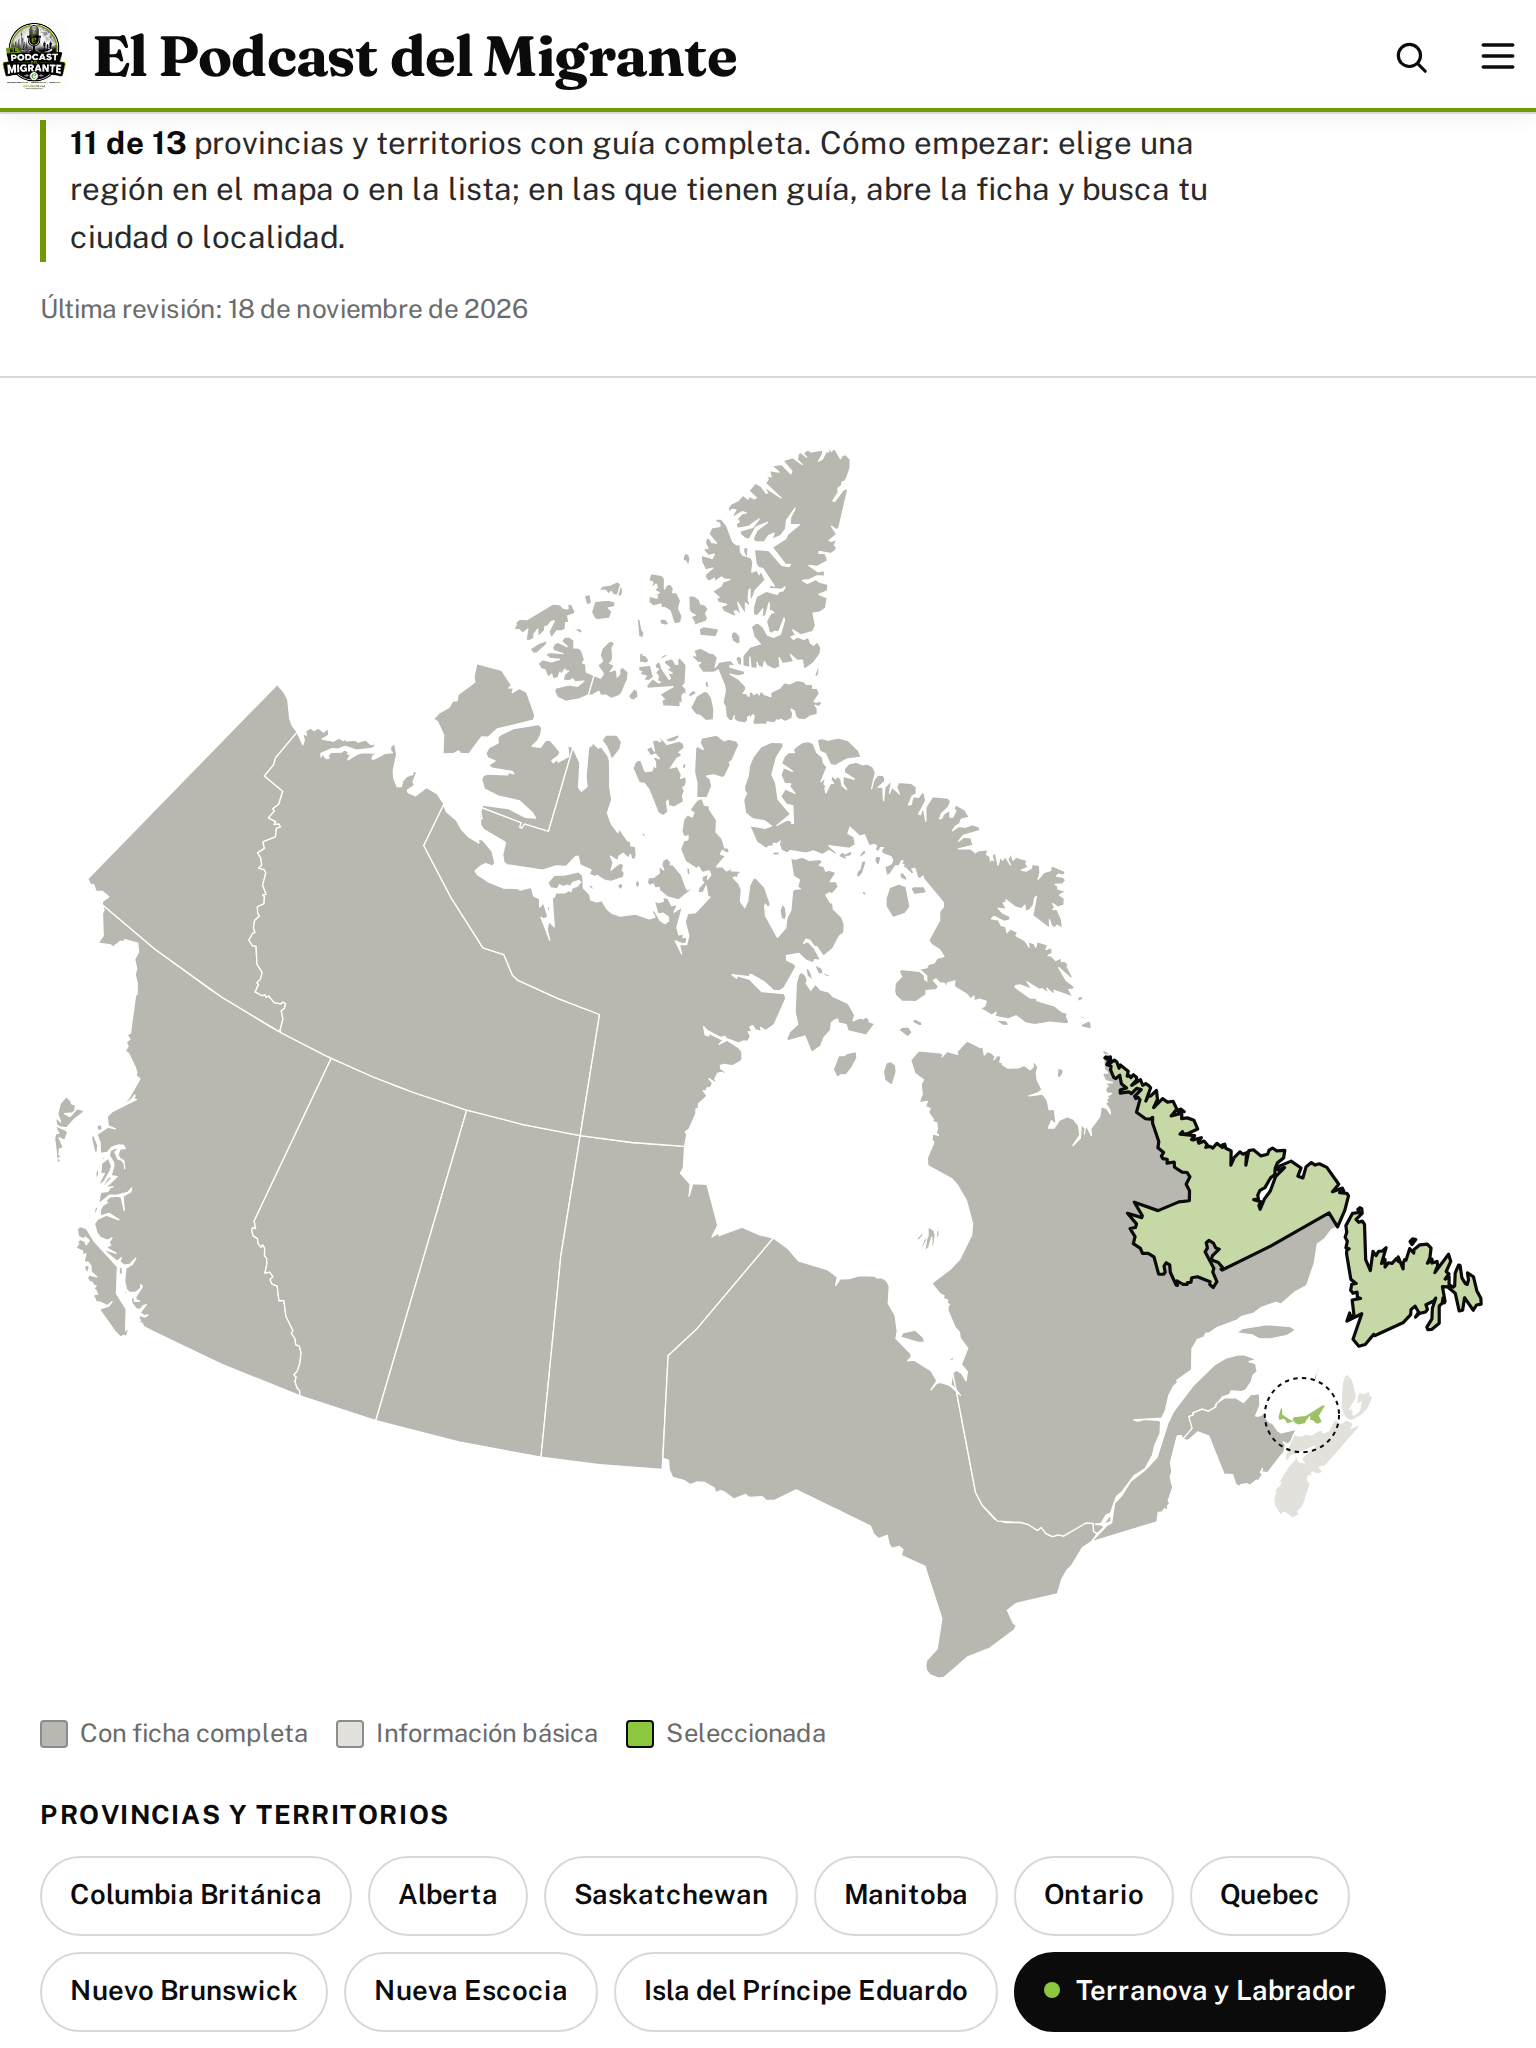 PODCAST
MIGRANTE
El Podcast del Migrante
11 de 13 provincias y territorios con guía completa. Cómo empezar: elige una
región en el mapa o en la lista; en las que tienen guía, abre la ficha y busca tu
ciudad o localidad.
Última revisión: 18 de noviembre de 2026
Con ficha completa
Información básica
Seleccionada
PROVINCIAS Y TERRITORIOS
Columbia Británica
Alberta
Saskatchewan
Manitoba
Ontario
Quebec
Nuevo Brunswick
Nueva Escocia
Isla del Príncipe Eduardo
Terranova y Labrador